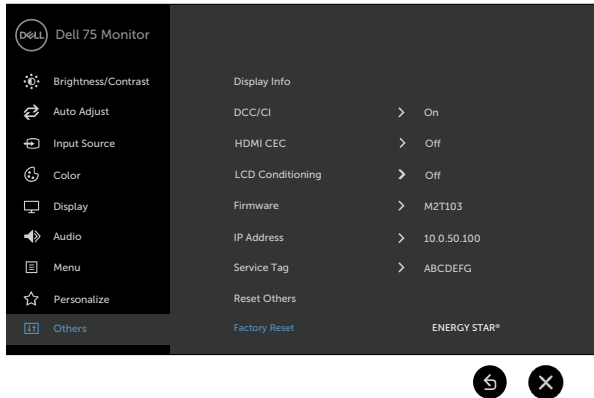 DELL Dell 75 Monitor
Brightness/Contrast
Auto Adjust
Input Source
Color
Display
Audio
Menu
Personalize
Others
Display Info
DCC/CI > On
HDMI CEC > Off
LCD Conditioning > Off
Firmware > M2T103
IP Address > 10.0.50.100
Service Tag > ABCDEFG
Reset Others
Factory Reset ENERGY STAR®